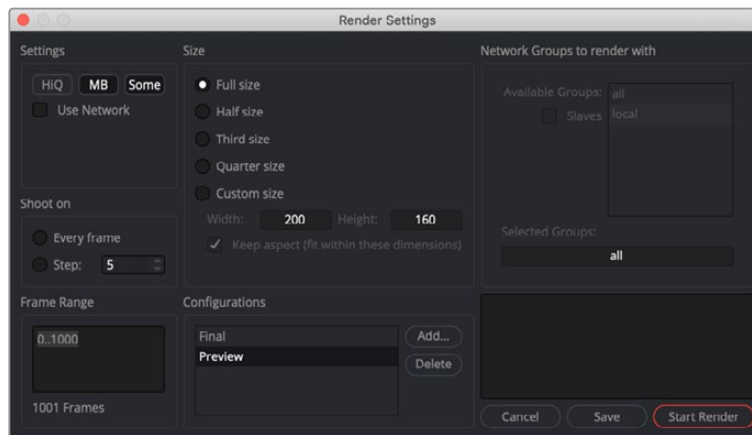 Render Settings
Settings
HiQ MB Some
Use Network
Shoot on
Every frame
Step: 5
Frame Range
0..1000
1001 Frames
Size
Full size
Half size
Third size
Quarter size
Custom size
Width: 200 Height: 160
Keep aspect (fit within these dimensions)
Configurations
Final
Preview
Add...
Delete
Network Groups to render with
Available Groups:
all
Slaves
local
Selected Groups:
all
Cancel
Save
Start Render